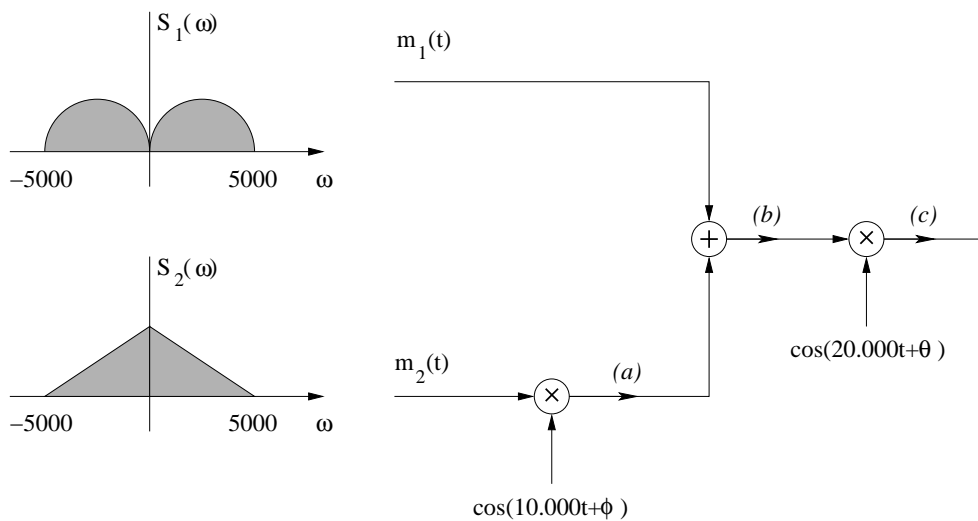 S1(ω)
−5000
5000
ω
S2(ω)
−5000
5000
ω
m1(t)
m2(t)
(a)
(b)
(c)
+
×
×
cos(10.000t+ϕ )
cos(20.000t+θ )